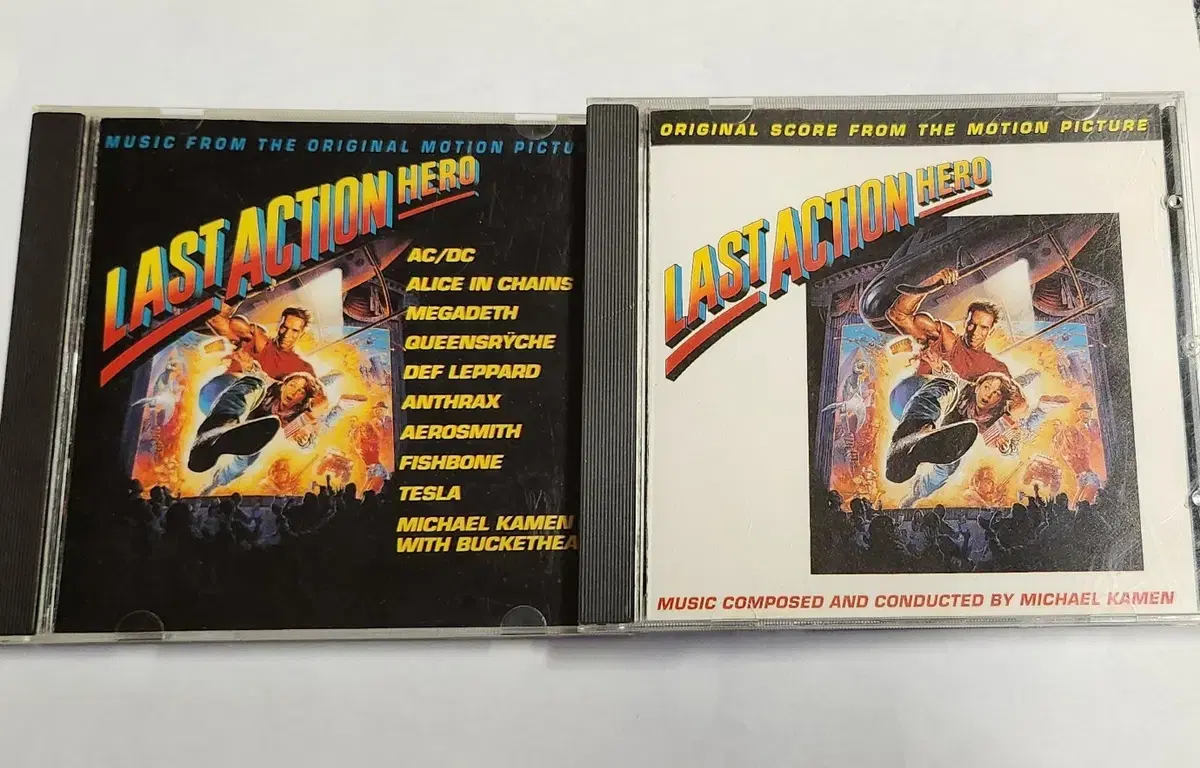 MUSIC FROM THE ORIGINAL MOTION PICTU
LAST ACTION HERO
AC/DC
ALICE IN CHAINS
MEGADETH
QUEENSRŸCHE
DEF LEPPARD
ANTHRAX
AEROSMITH
FISHBONE
TESLA
MICHAEL KAMEN
WITH BUCKETHEA
ORIGINAL SCORE FROM THE MOTION PICTURE
LAST ACTION HERO
MUSIC COMPOSED AND CONDUCTED BY MICHAEL KAMEN